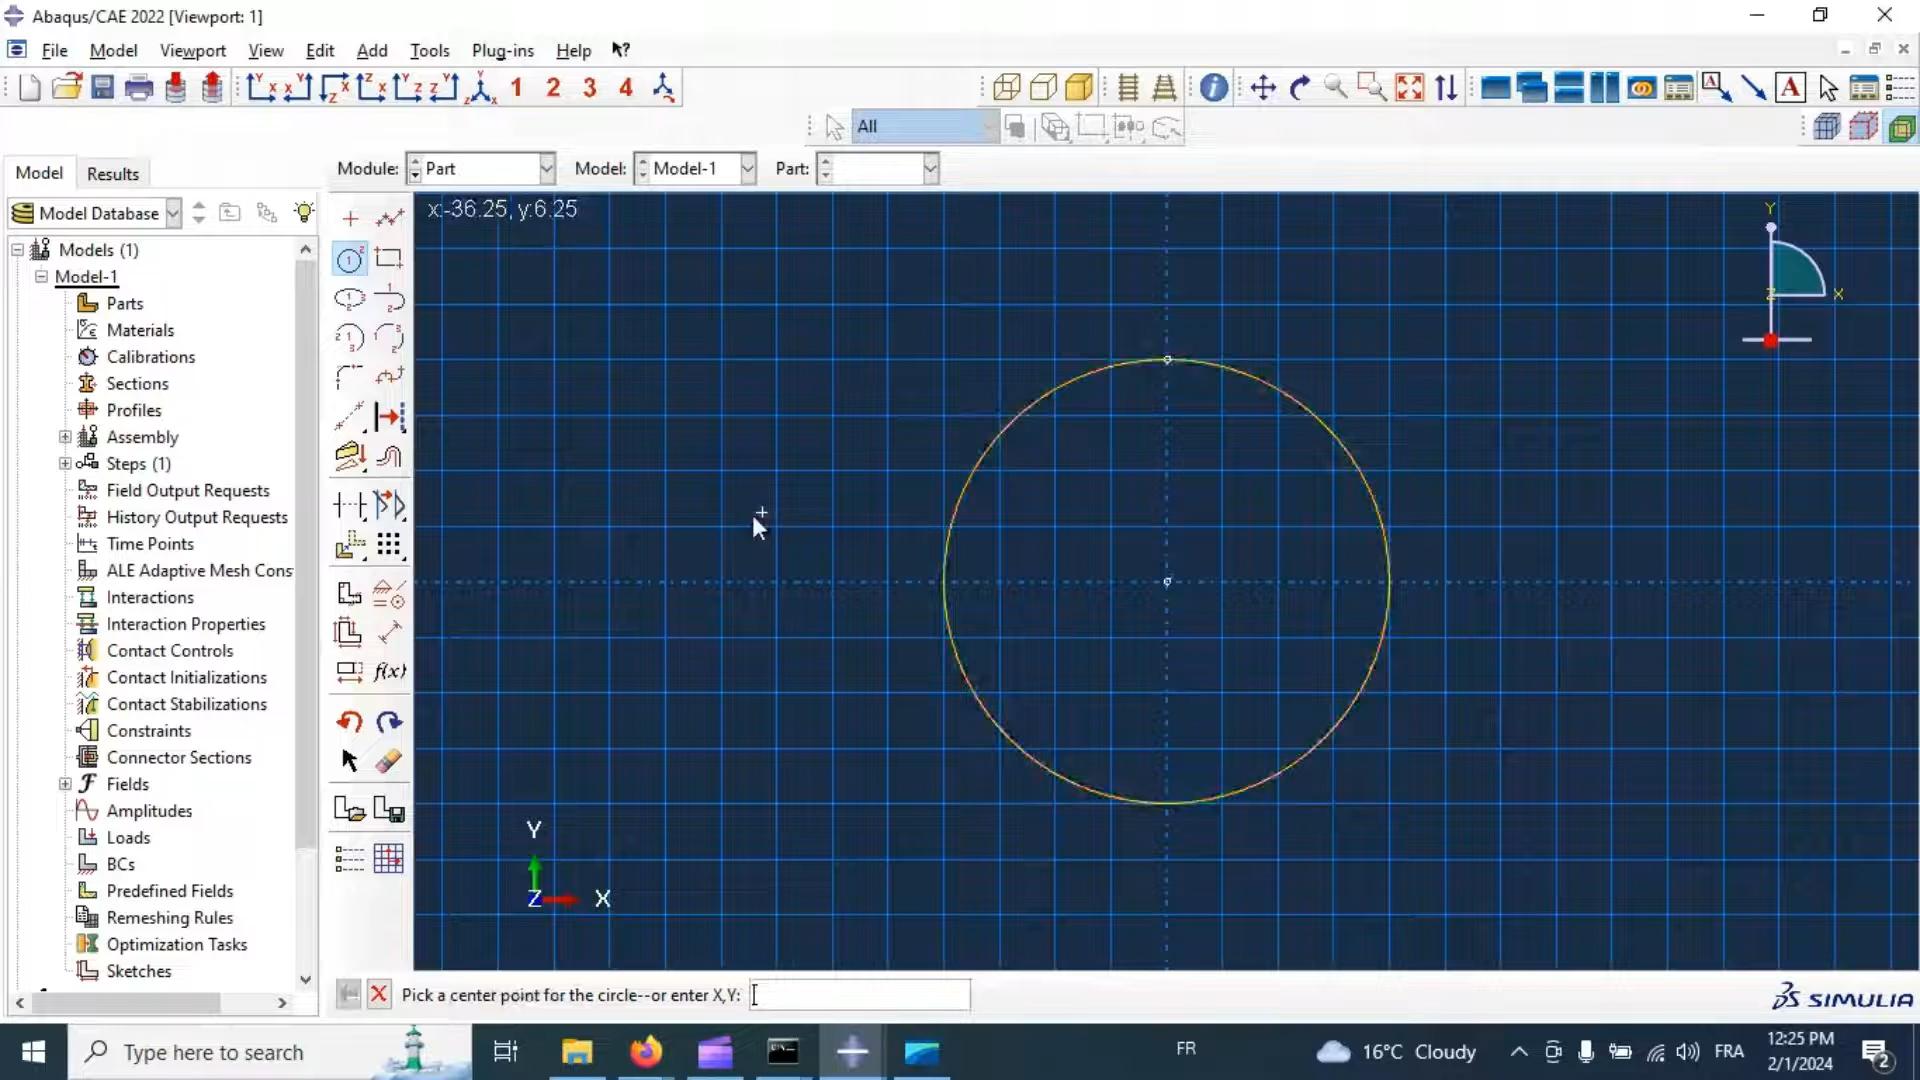 Abaqus/CAE 2022 [Viewport: 1]
File Model Viewport View Edit Add Tools Plug-ins Help
1 2 3 4
A
All
Model Results
Module: Part Model: Model-1 Part:
Model Database
x:-36.25, y:6.25
Models (1)
Model-1
Parts
Materials
Calibrations
Sections
Profiles
Assembly
Steps (1)
Field Output Requests
History Output Requests
Time Points
ALE Adaptive Mesh Cons
Interactions
Interaction Properties
Contact Controls
Contact Initializations
Contact Stabilizations
Constraints
Connector Sections
Fields
Amplitudes
Loads
BCs
Predefined Fields
Remeshing Rules
Optimization Tasks
Sketches
f(x)
Y
Z X
Y
Z X
Pick a center point for the circle--or enter X,Y:
SIMULIA
Type here to search
FR
16°C Cloudy
FRA
12:25 PM
2/1/2024
2